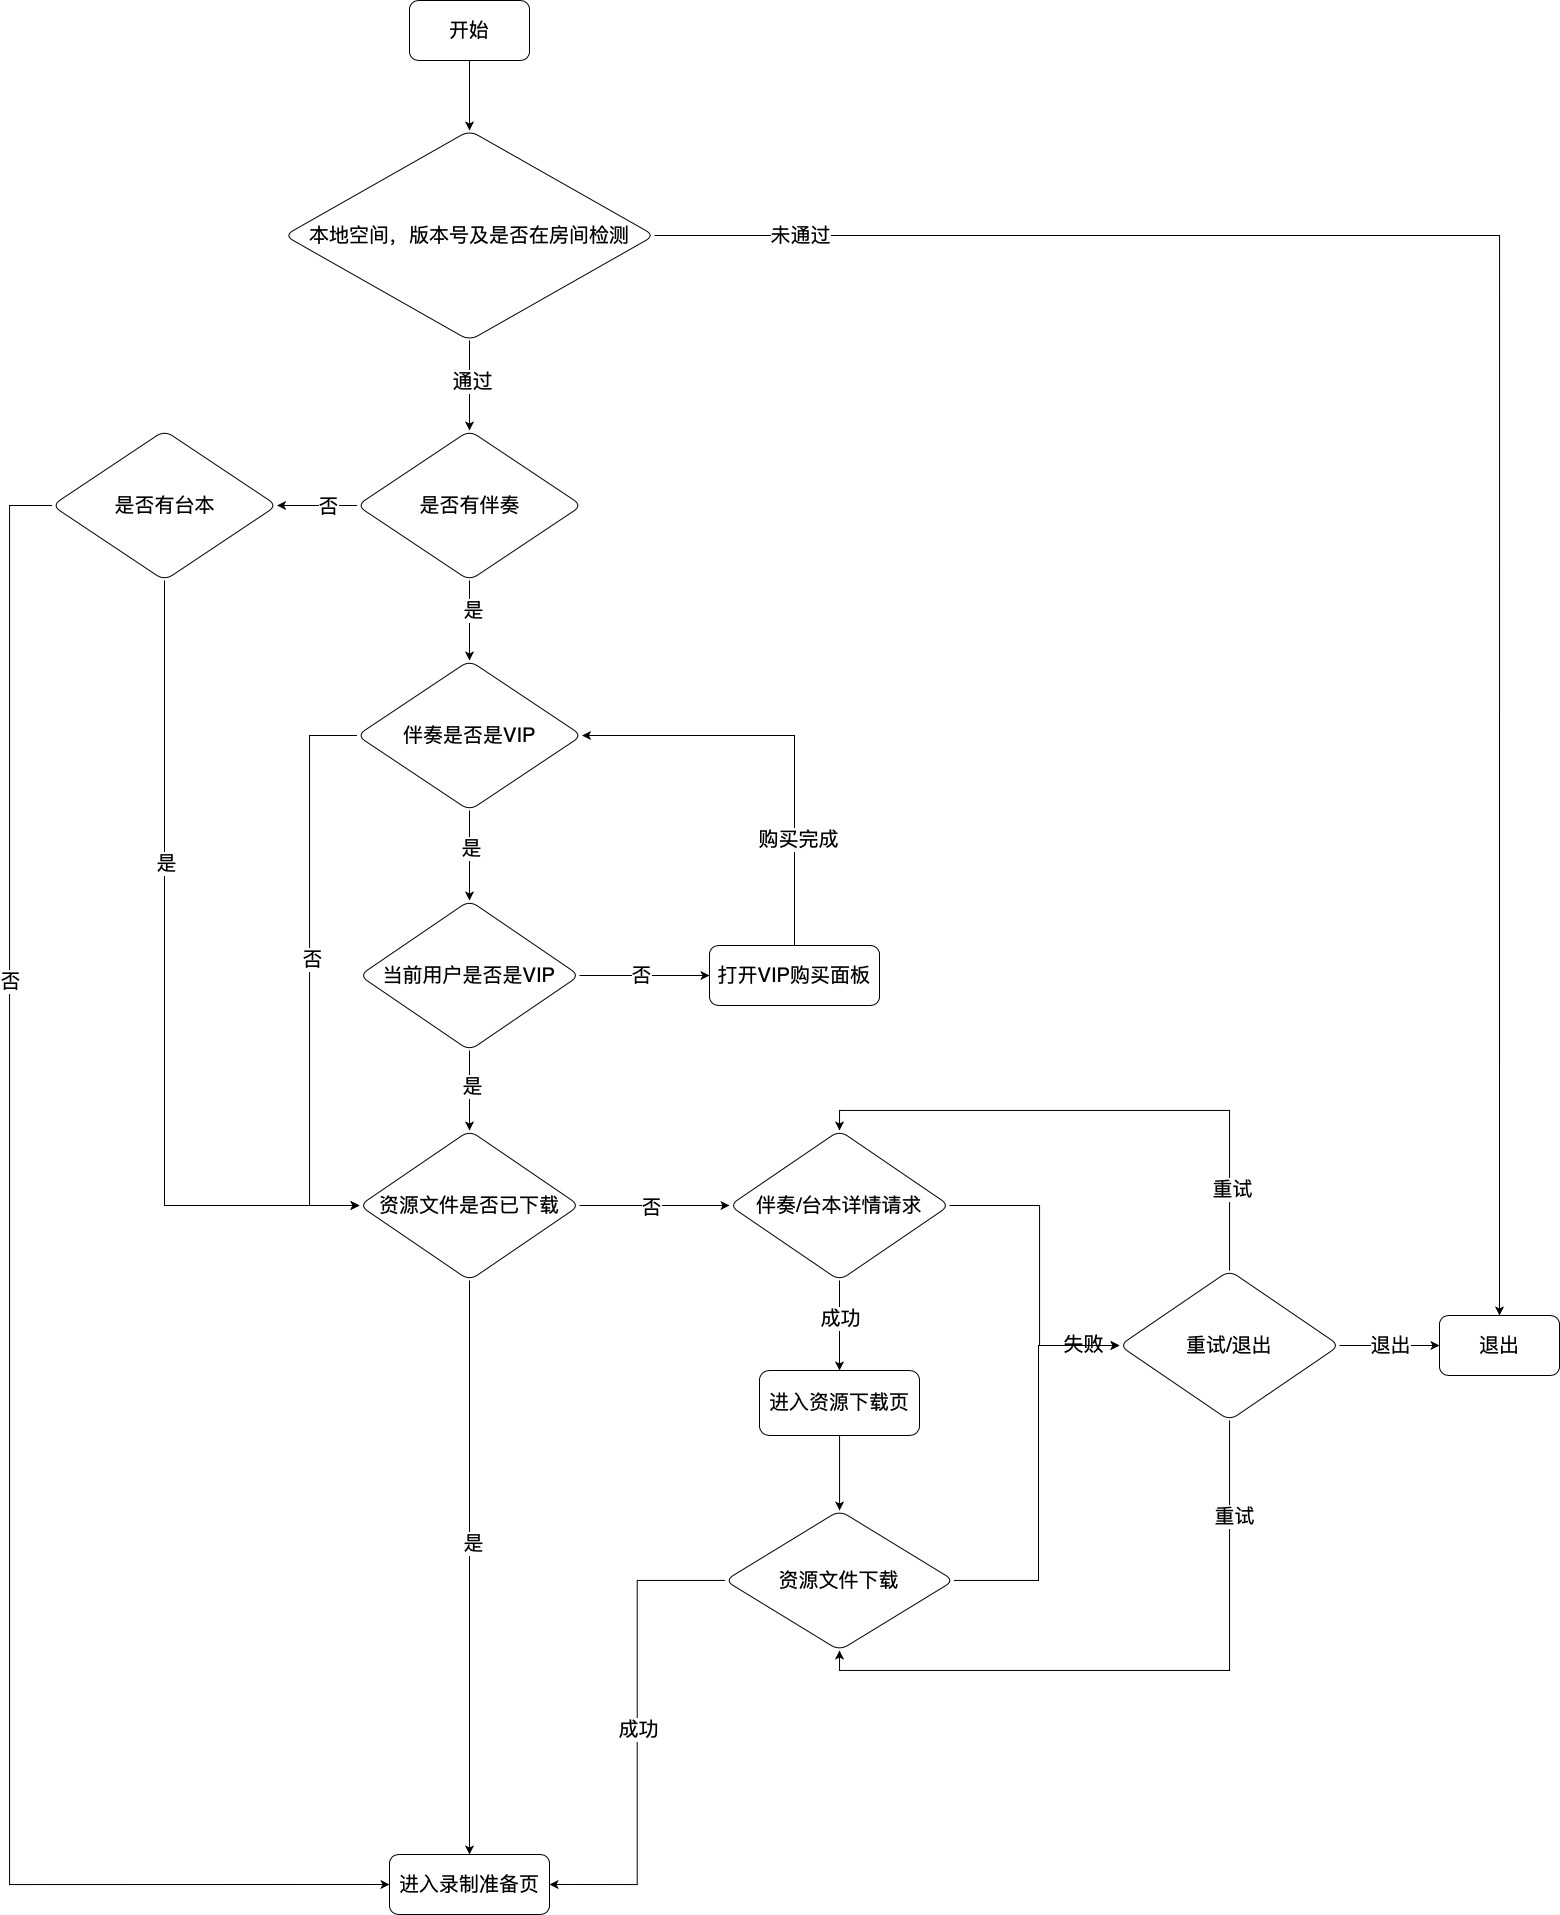 开始
本地空间，版本号及是否在房间检测
未通过
通过
是否有台本
否
是否有伴奏
是
伴奏是否是VIP
购买完成
是
是
否
否
当前用户是否是VIP
否
打开VIP购买面板
是
重试
资源文件是否已下载
否
伴奏/台本详情请求
成功
失败
重试/退出
退出
退出
进入资源下载页
重试
是
资源文件下载
成功
进入录制准备页